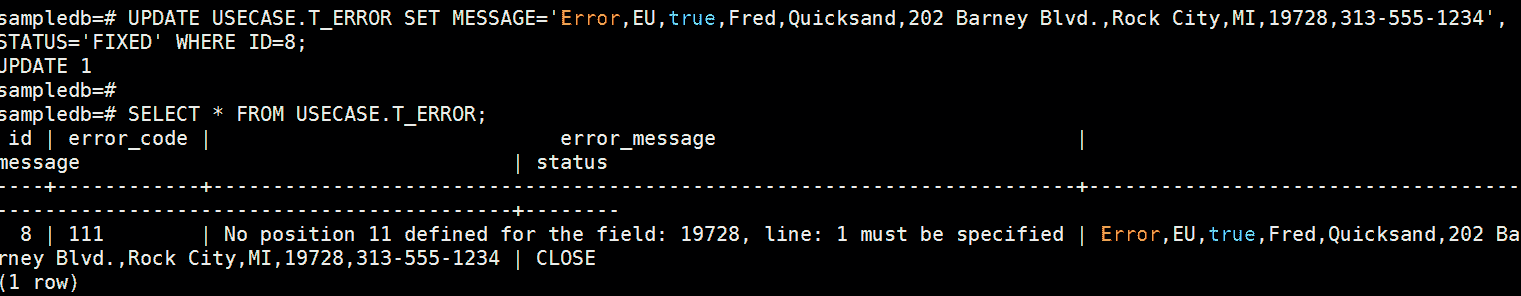 sampledb=# UPDATE USECASE.T_ERROR SET MESSAGE='Error,EU,true,Fred,Quicksand,202 Barney Blvd.,Rock City,MI,19728,313-555-1234',
STATUS='FIXED' WHERE ID=8;
UPDATE 1
sampledb=#
sampledb=# SELECT * FROM USECASE.T_ERROR;
 id | error_code |                              error_message                              |
message                                     | status
----+------------+-------------------------------------------------------------------------+------------------------------------
--------------------------------------------+--------
  8 | 111        | No position 11 defined for the field: 19728, line: 1 must be specified | Error,EU,true,Fred,Quicksand,202 Ba
rney Blvd.,Rock City,MI,19728,313-555-1234 | CLOSE
(1 row)